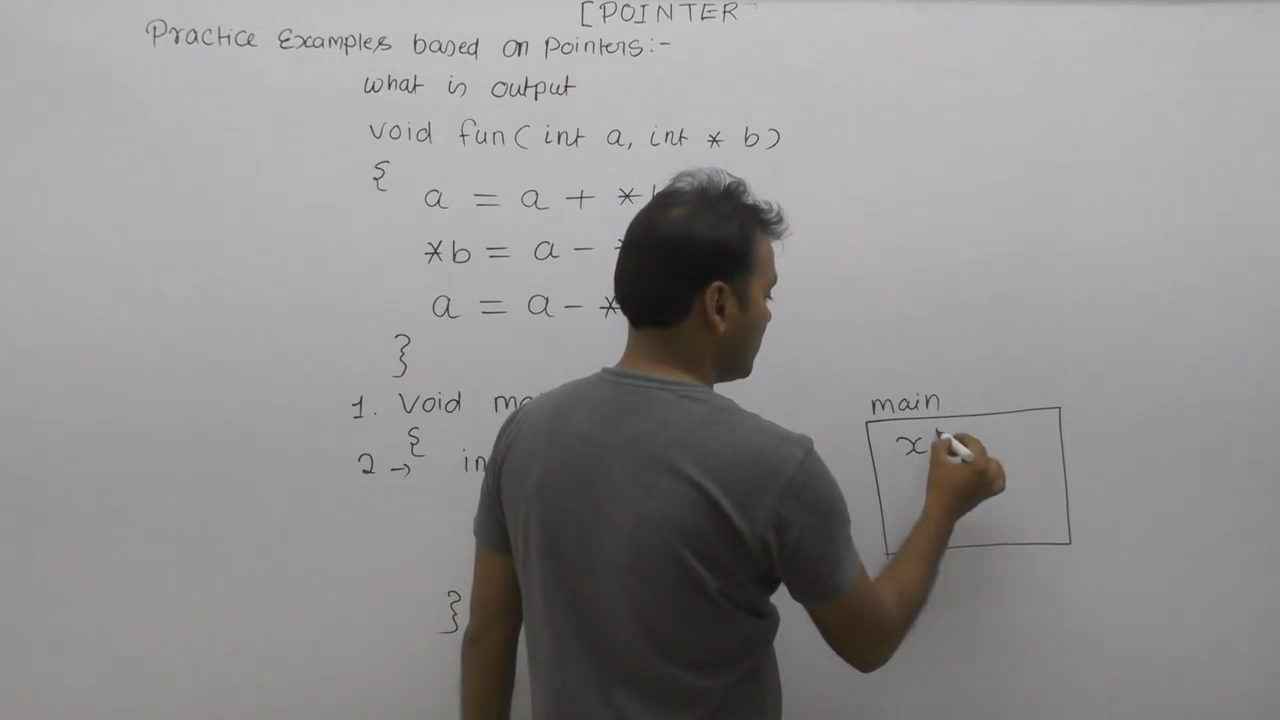 [POINTER
Practice Examples based on pointers:-
what is output
void fun( int a, int * b)
{
a = a + *
*b = a -
a = a - *
}
1. Void
{
2 → in
}
main
x